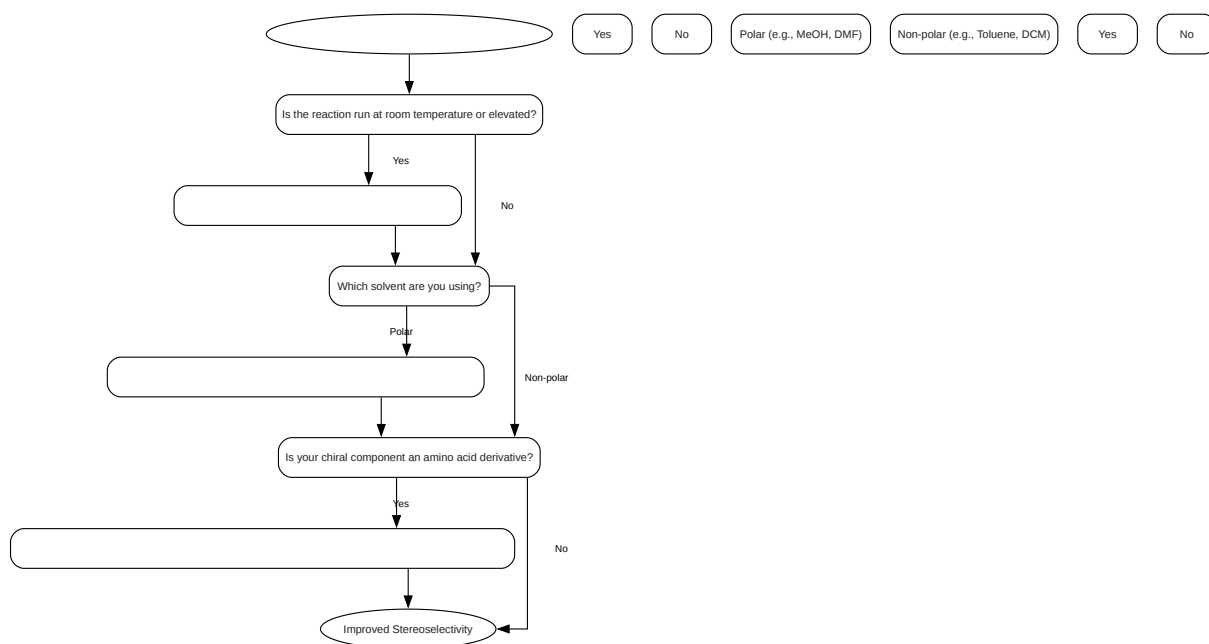 Yes
No
Polar (e.g., MeOH, DMF)
Non-polar (e.g., Toluene, DCM)
Yes
No
Is the reaction run at room temperature or elevated?
Yes
No
Which solvent are you using?
Polar
Non-polar
Is your chiral component an amino acid derivative?
Yes
No
Improved Stereoselectivity